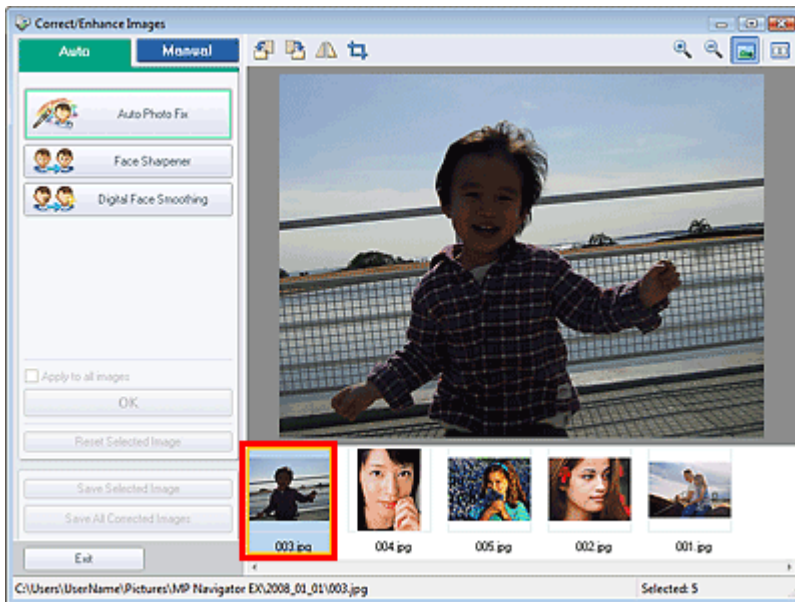 Correct/Enhance Images
Auto
Manual
Auto Photo Fix
Face Sharpener
Digital Face Smoothing
Apply to all images
OK
Reset Selected Image
Save Selected Image
Save All Corrected Images
Exit
003.jpg
004.jpg
005.jpg
002.jpg
001.jpg
C:\Users\UserName\Pictures\MP Navigator EX\2008_01_01\003.jpg
Selected: 5